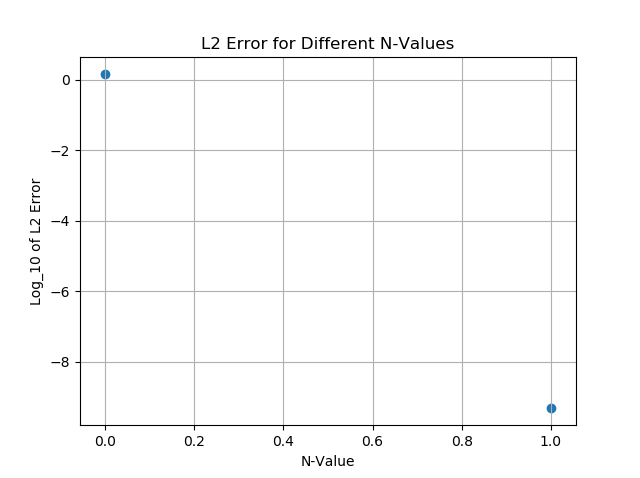 L2 Error for Different N-Values
Log_10 of L2 Error
0
−2
−4
−6
−8
0.0 0.2 0.4 0.6 0.8 1.0
N-Value